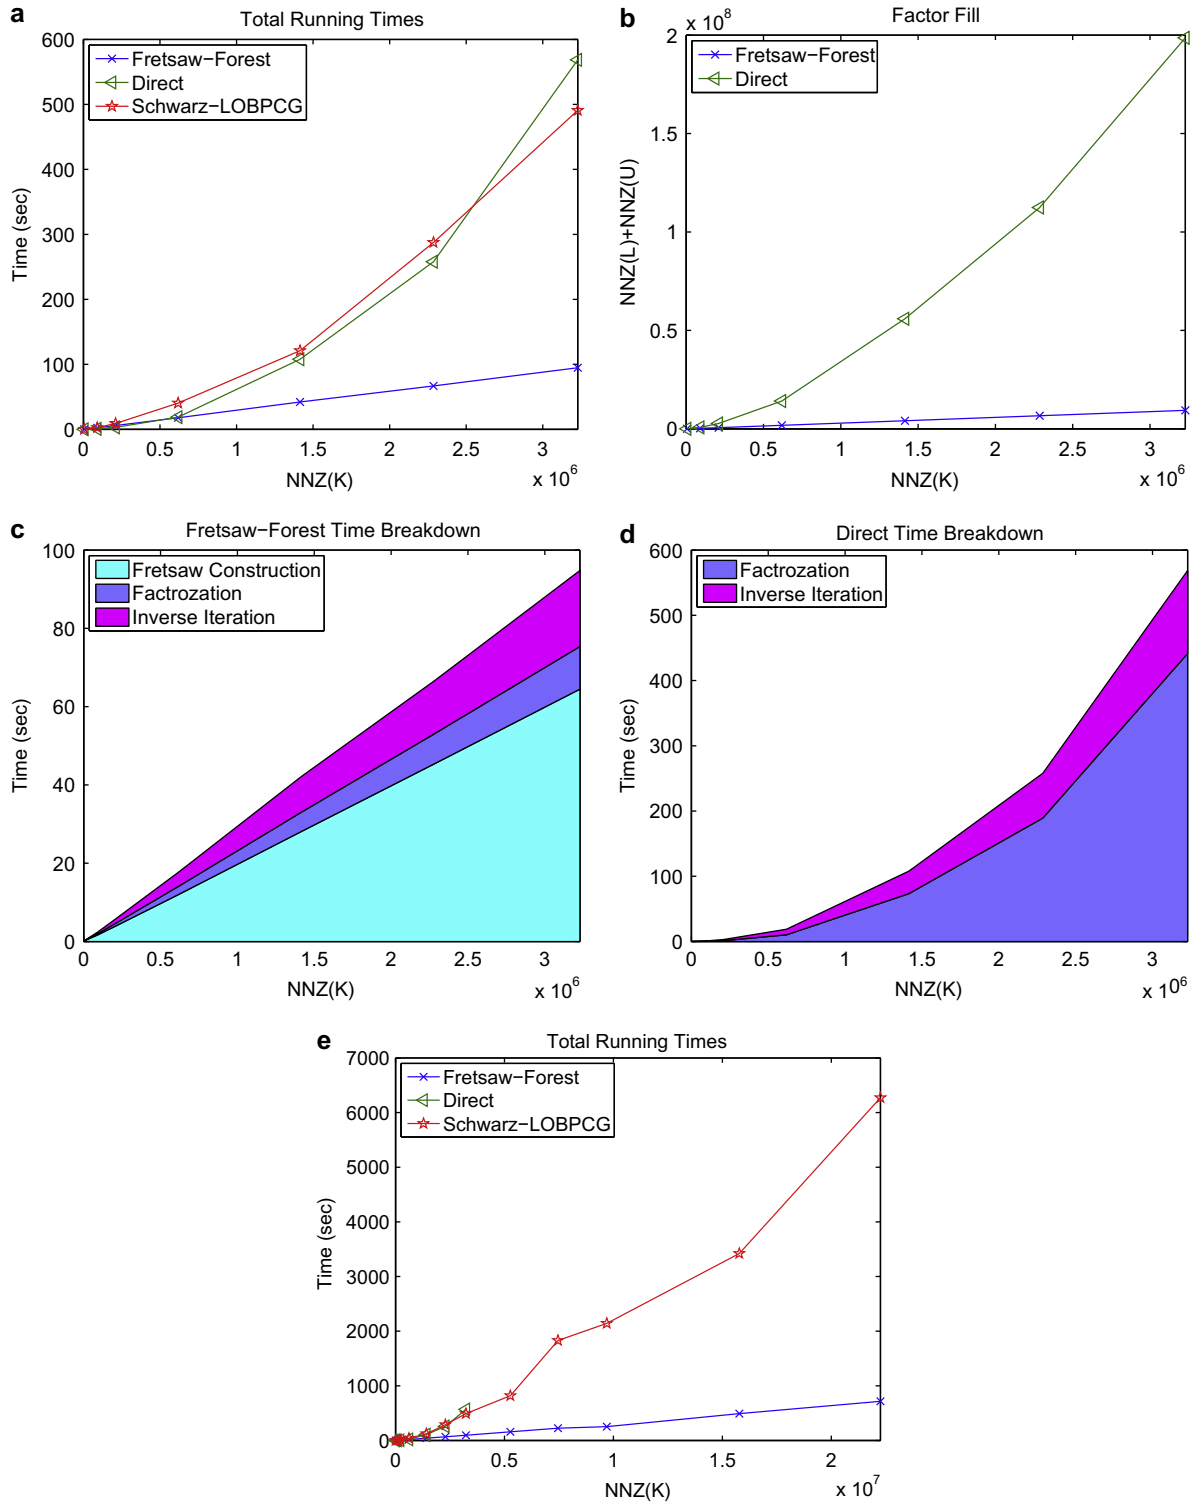 a
Total Running Times
600
500
400
300
200
100
0
Time (sec)
Fretsaw−Forest
Direct
Schwarz−LOBPCG
0 0.5 1 1.5 2 2.5 3
NNZ(K)
x 10^6
b
Factor Fill
x 10^8
2
1.5
1
0.5
0
NNZ(L)+NNZ(U)
Fretsaw−Forest
Direct
0 0.5 1 1.5 2 2.5 3
NNZ(K)
x 10^6
c
Fretsaw−Forest Time Breakdown
100
80
60
40
20
0
Time (sec)
Fretsaw Construction
Factrozation
Inverse Iteration
0 0.5 1 1.5 2 2.5 3
NNZ(K)
x 10^6
d
Direct Time Breakdown
600
500
400
300
200
100
0
Time (sec)
Factrozation
Inverse Iteration
0 0.5 1 1.5 2 2.5 3
NNZ(K)
x 10^6
e
Total Running Times
7000
6000
5000
4000
3000
2000
1000
0
Time (sec)
Fretsaw−Forest
Direct
Schwarz−LOBPCG
0 0.5 1 1.5 2
NNZ(K)
x 10^7